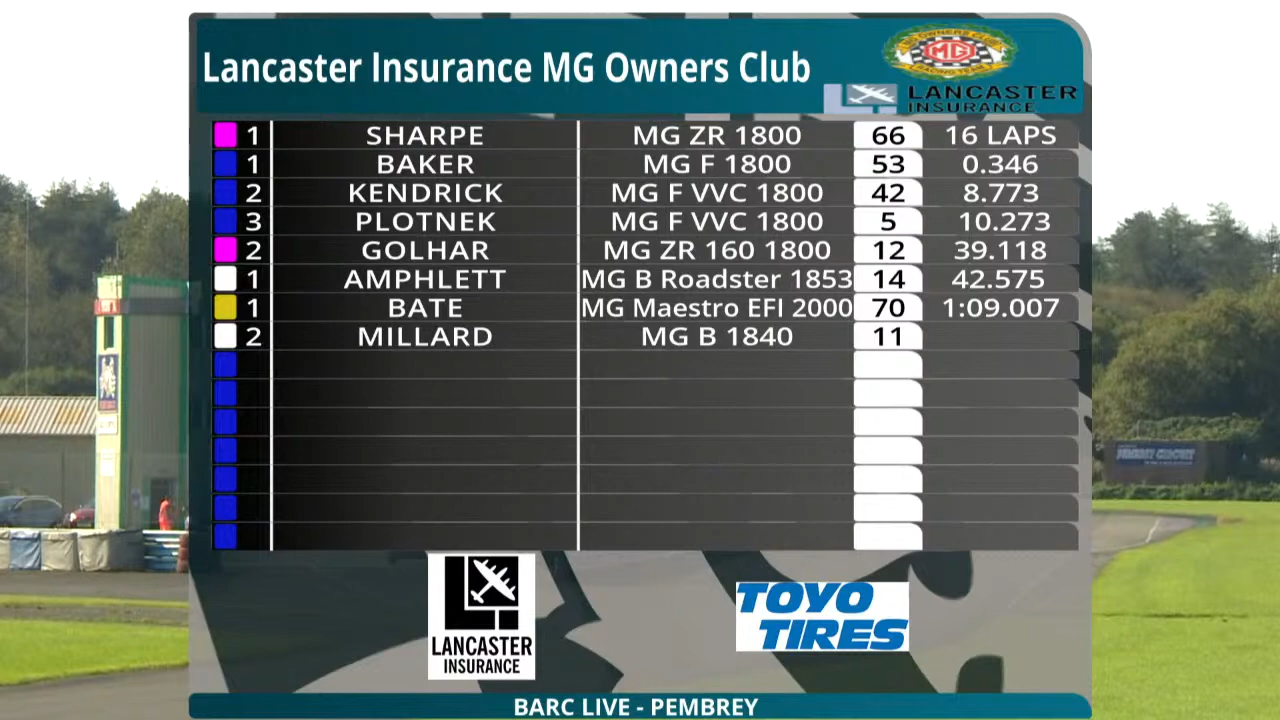 Lancaster Insurance MG Owners Club
MG
LANCASTER
INSURANCE
1 SHARPE MG ZR 1800 66 16 LAPS
1 BAKER MG F 1800 53 0.346
2 KENDRICK MG F VVC 1800 42 8.773
3 PLOTNEK MG F VVC 1800 5 10.273
2 GOLHAR MG ZR 160 1800 12 39.118
1 AMPHLETT MG B Roadster 1853 14 42.575
1 BATE MG Maestro EFI 2000 70 1:09.007
2 MILLARD MG B 1840 11
PEMBREY CIRCUIT
LANCASTER
INSURANCE
TOYO
TIRES
BARC LIVE - PEMBREY